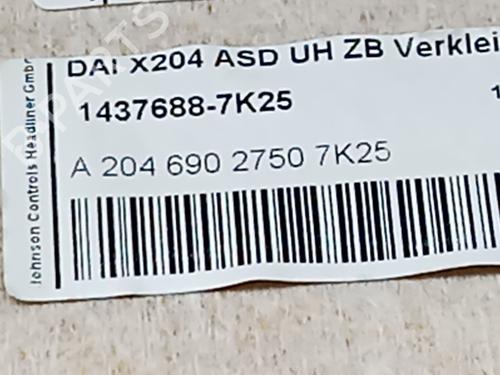 DAI X204 ASD UH ZB Verklei
1437688-7K25
A 204 690 2750 7K25
Johnson Controls Headliner GmbH